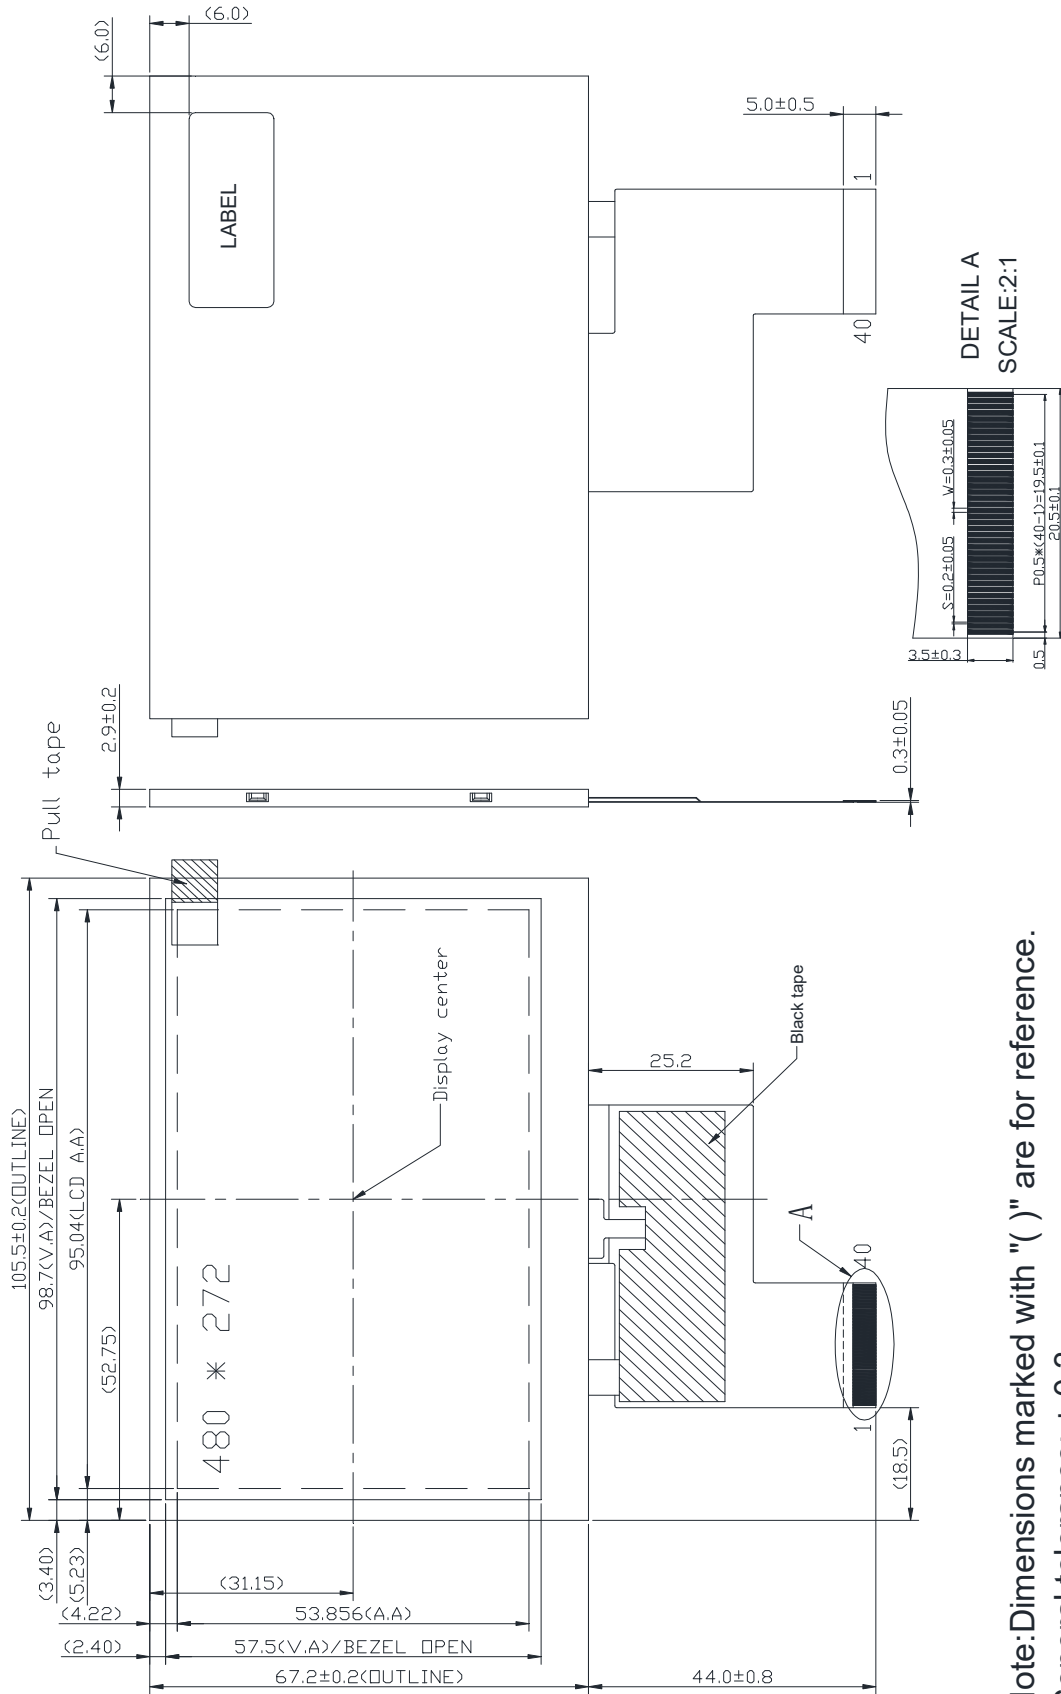 (6.0)
(6.0)
LABEL
5.0±0.5
1
40
DETAIL A
SCALE:2:1
W=0.3±0.05
S=0.2±0.05
P0.5*(40-1)=19.5±0.1
20.5±0.1
3.5±0.3
0.5
2.9±0.2
0.3±0.05
Pull tape
105.5±0.2(OUTLINE)
98.7(V.A)/BEZEL OPEN
95.04(LCD A.A)
(52.75)
(3.40)
(5.23)
480 * 272
Display center
25.2
Black tape
A
40
1
(18.5)
(31.15)
(4.22)
53.856(A.A)
(2.40)
57.5(V.A)/BEZEL OPEN
67.2±0.2(OUTLINE)
44.0±0.8
:Dimensions marked with "( )" are for reference.